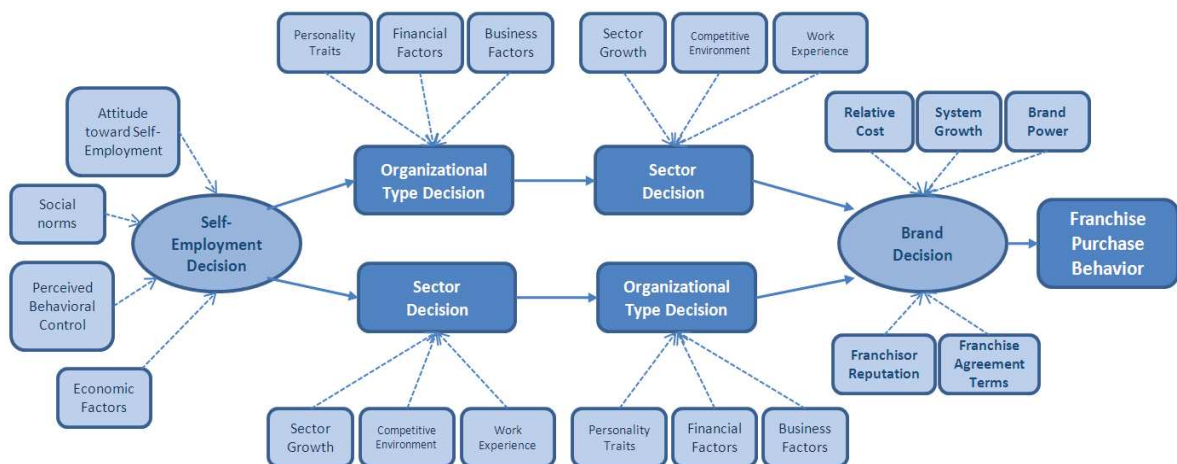 Personality
Traits
Financial
Factors
Business
Factors
Sector
Growth
Competitive
Environment
Work
Experience
Attitude
toward Self-
Employment
Relative
Cost
System
Growth
Brand
Power
Organizational
Type Decision
Sector
Decision
Social
norms
Self-
Employment
Decision
Brand
Decision
Franchise
Purchase
Behavior
Perceived
Behavioral
Control
Sector
Decision
Organizational
Type Decision
Franchisor
Reputation
Franchise
Agreement
Terms
Economic
Factors
Sector
Growth
Competitive
Environment
Work
Experience
Personality
Traits
Financial
Factors
Business
Factors